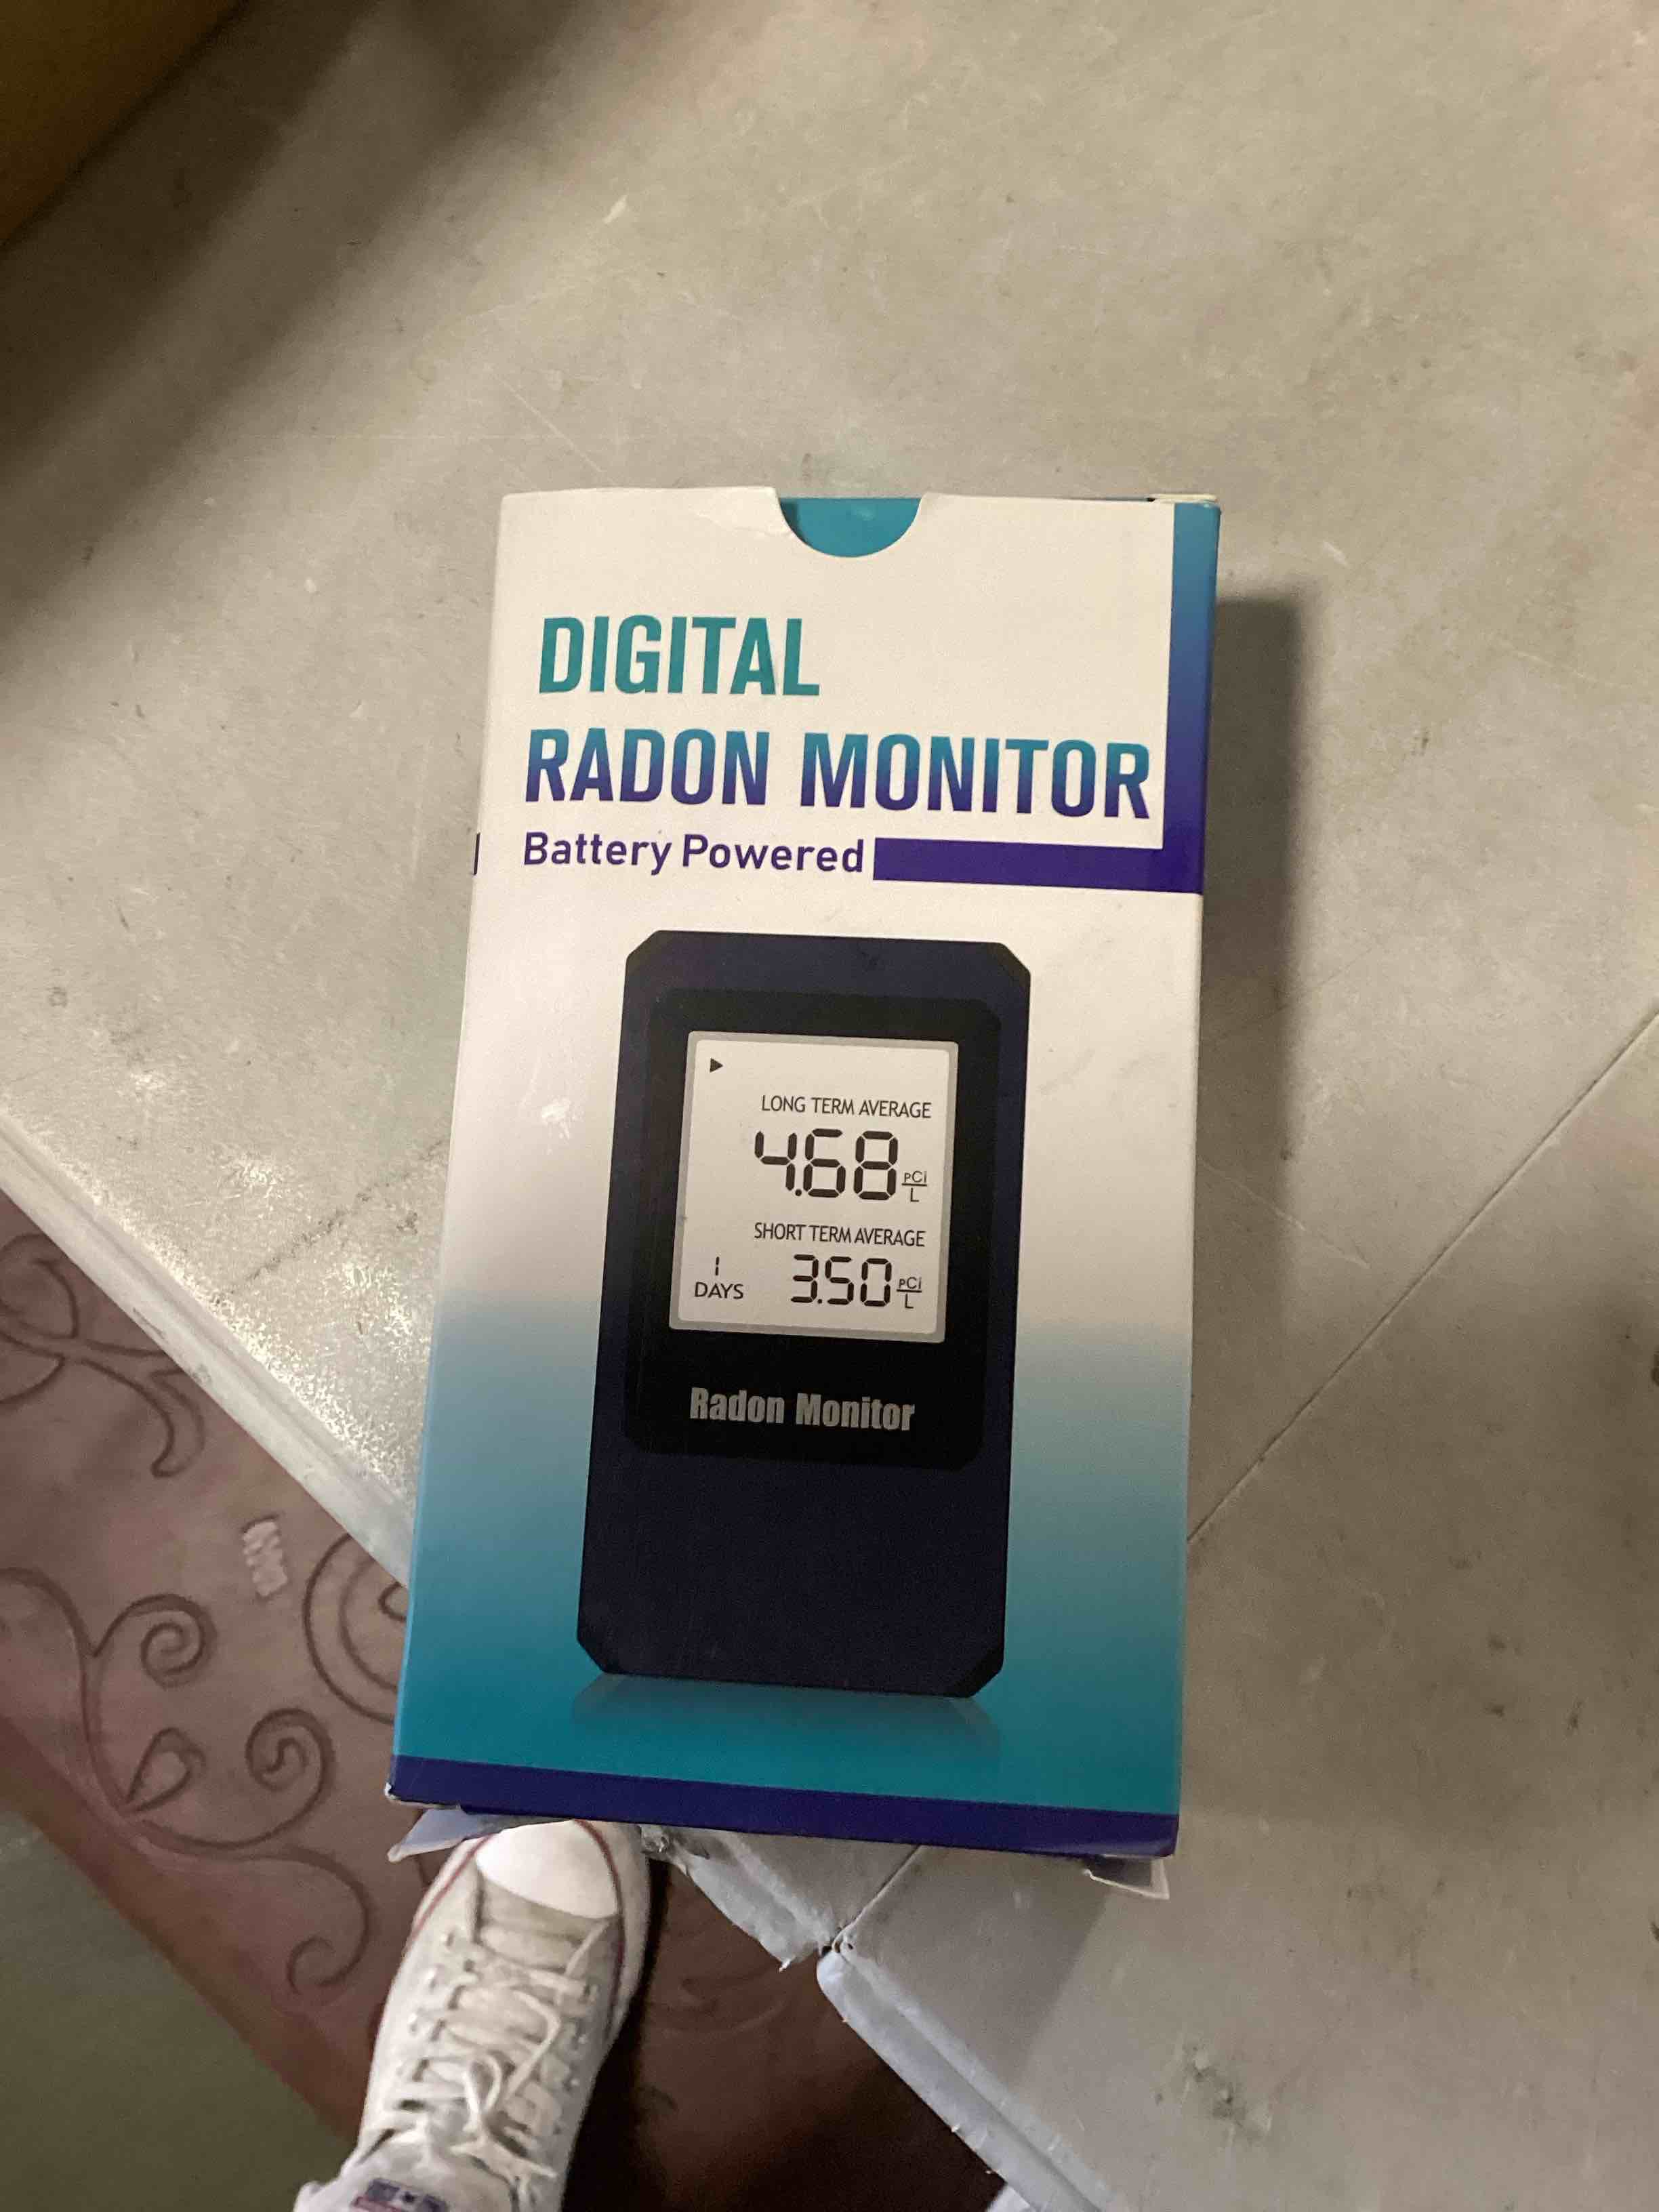 DIGITAL
RADON MONITOR
Battery Powered
LONG TERM AVERAGE
4.68 pCi/L
SHORT TERM AVERAGE
1 DAYS 3.50 pCi/L
Radon Monitor